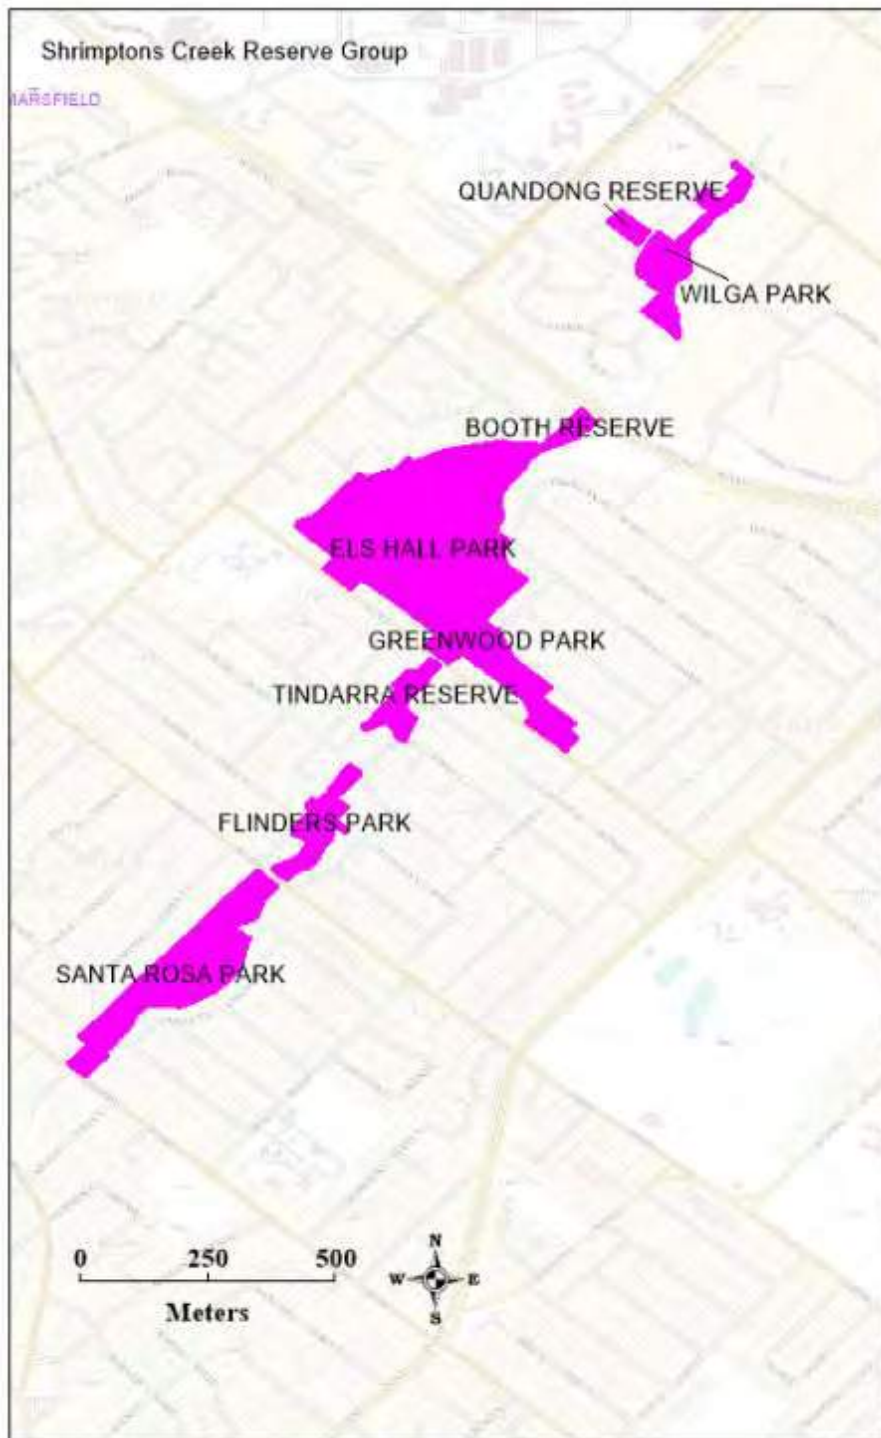 Shrimptons Creek Reserve Group
MARSFIELD
QUANDONG RESERVE
WILGA PARK
BOOTH RESERVE
ELS HALL PARK
GREENWOOD PARK
TINDARRA RESERVE
FLINDERS PARK
SANTA ROSA PARK
0 250 500
Meters
N
W E
S